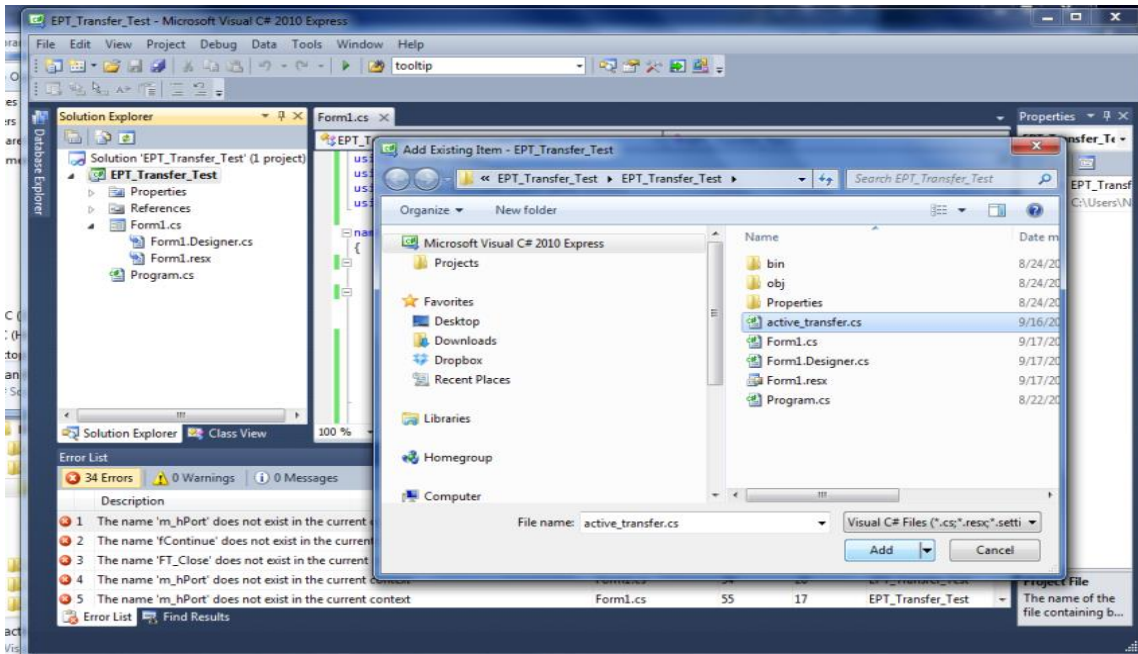 EPT_Transfer_Test - Microsoft Visual C# 2010 Express
File Edit View Project Debug Data Tools Window Help
tooltip
Database Explorer
Solution Explorer
Solution 'EPT_Transfer_Test' (1 project)
EPT_Transfer_Test
Properties
References
Form1.cs
Form1.Designer.cs
Form1.resx
Program.cs
Solution Explorer Class View
Form1.cs
100 %
Add Existing Item - EPT_Transfer_Test
« EPT_Transfer_Test EPT_Transfer_Test
Search EPT_Transfer_Test
Organize New folder
Microsoft Visual C# 2010 Express
Projects
Favorites
Desktop
Downloads
Dropbox
Recent Places
Libraries
Homegroup
Computer
Name Date m
bin 8/24/20
obj 8/24/20
Properties 8/24/20
active_transfer.cs 9/16/20
Form1.cs 9/17/20
Form1.Designer.cs 9/17/20
Form1.resx 9/17/20
Program.cs 8/22/20
File name: active_transfer.cs
Visual C# Files (*.cs;*.resx;*.setti
Add Cancel
Properties
EPT_Transf
C:\Users\N
Project File
The name of the
file containing b...
Error List
34 Errors 0 Warnings 0 Messages
Description
1 The name 'm_hPort' does not exist in the current
2 The name 'fContinue' does not exist in the current
3 The name 'FT_Close' does not exist in the current
4 The name 'm_hPort' does not exist in the current context
5 The name 'm_hPort' does not exist in the current context Form1.cs 55 17 EPT_Transfer_Test
Error List Find Results